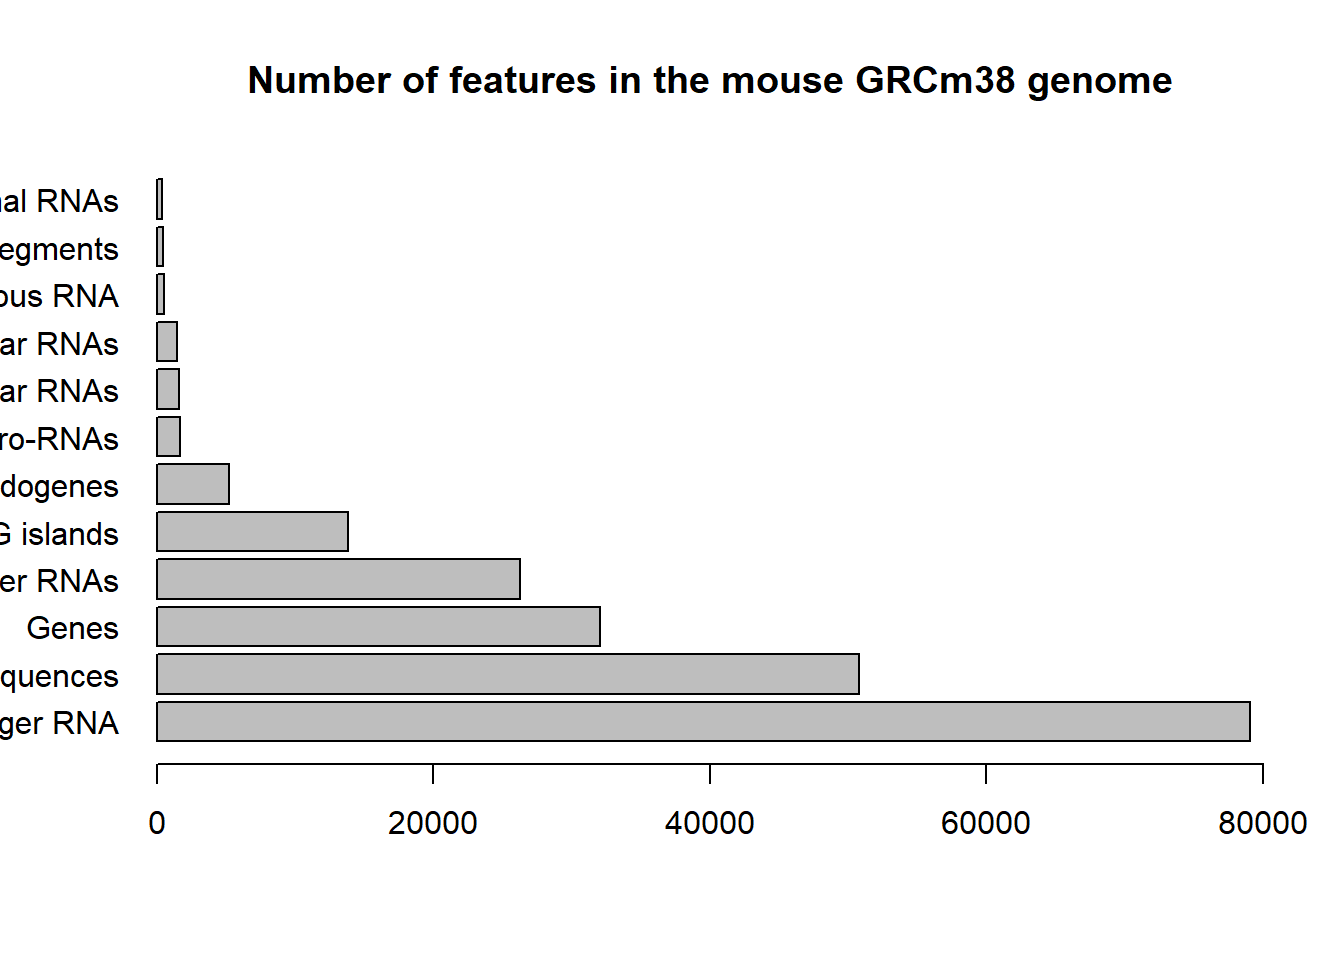 Number of features in the mouse GRCm38 genome
al RNAs
egments
ous RNA
ar RNAs
ar RNAs
ro-RNAs
dogenes
G islands
er RNAs
Genes
quences
ger RNA
0 20000 40000 60000 80000